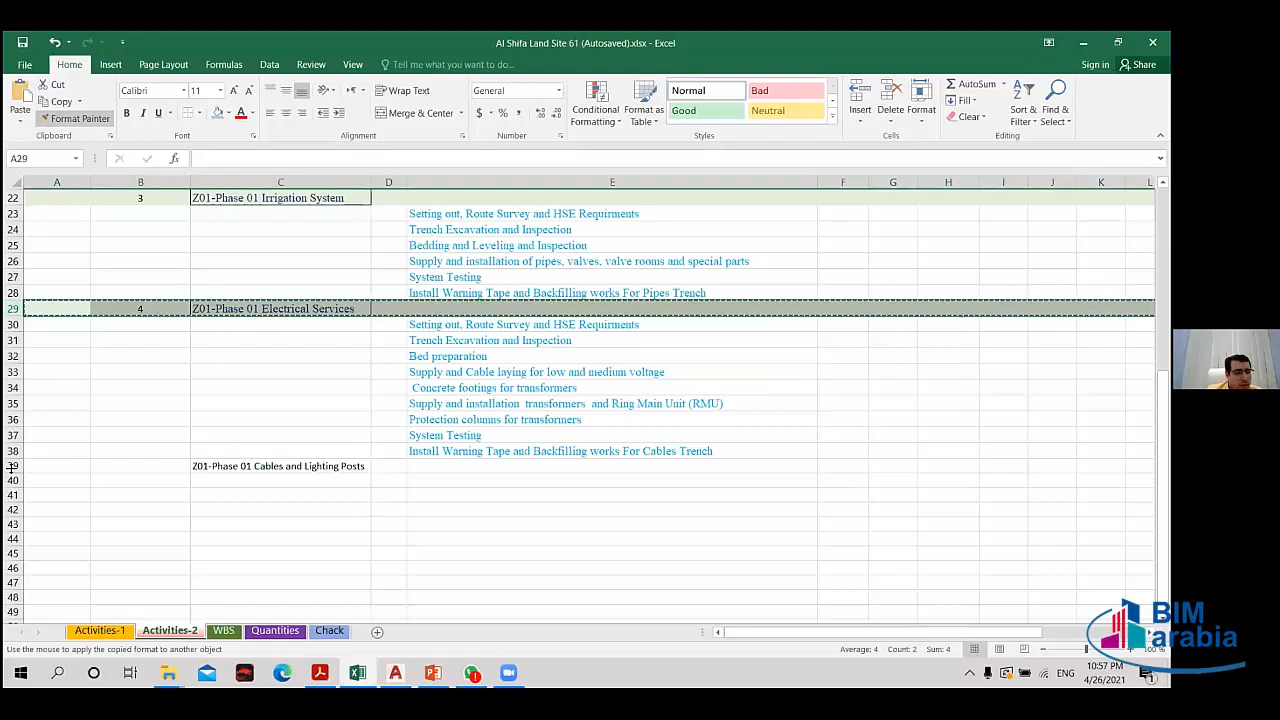 Al Shifa Land Site 61 (Autosaved).xlsx - Excel
File Home Insert Page Layout Formulas Data Review View Tell me what you want to do... Sign in Share
Paste Cut Copy Format Painter Clipboard
Calibri 11 B I U Font
Wrap Text Merge & Center Alignment
General $ % , Number
Conditional Formatting Format as Table Normal Bad Good Neutral Styles
Insert Delete Format Cells
AutoSum Fill Clear Sort & Filter Find & Select Editing
A29 fx
A B C D E F G H I J K L
22 3 Z01-Phase 01 Irrigation System
23 Setting out, Route Survey and HSE Requirments
24 Trench Excavation and Inspection
25 Bedding and Leveling and Inspection
26 Supply and installation of pipes, valves, valve rooms and special parts
27 System Testing
28 Install Warning Tape and Backfilling works For Pipes Trench
29 4 Z01-Phase 01 Electrical Services
30 Setting out, Route Survey and HSE Requirments
31 Trench Excavation and Inspection
32 Bed preparation
33 Supply and Cable laying for low and medium voltage
34 Concrete footings for transformers
35 Supply and installation transformers and Ring Main Unit (RMU)
36 Protection columns for transformers
37 System Testing
38 Install Warning Tape and Backfilling works For Cables Trench
39 Z01-Phase 01 Cables and Lighting Posts
40
41
42
43
44
45
46
47
48
49
Activities-1 Activities-2 WBS Quantities Chack
Use the mouse to apply the copied format to another object Average: 4 Count: 2 Sum: 4 100 %
ENG 10:57 PM
4/26/2021
BIM
arabia